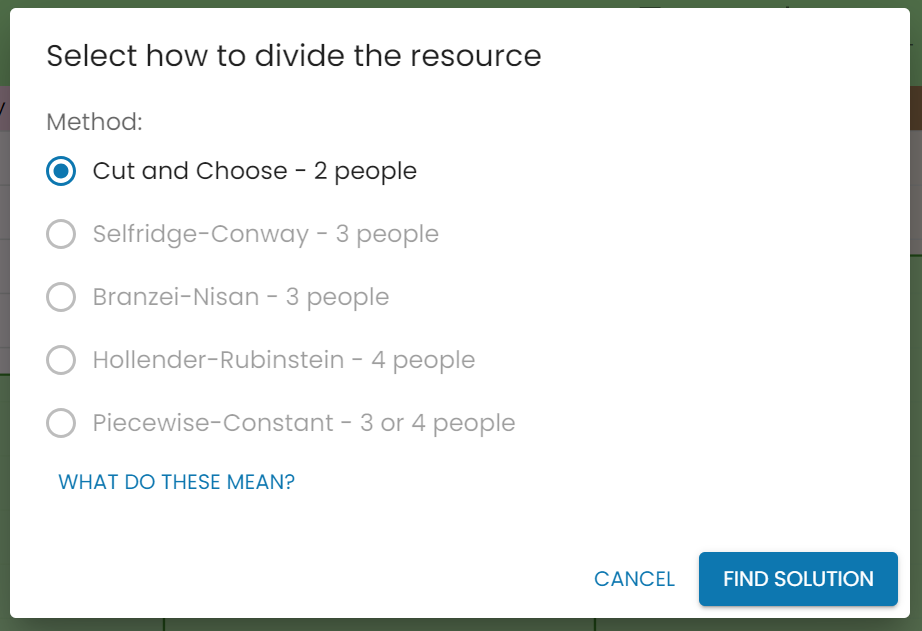 Select how to divide the resource
Method:
Cut and Choose - 2 people
Selfridge-Conway - 3 people
Branzei-Nisan - 3 people
Hollender-Rubinstein - 4 people
Piecewise-Constant - 3 or 4 people
WHAT DO THESE MEAN?
CANCEL FIND SOLUTION